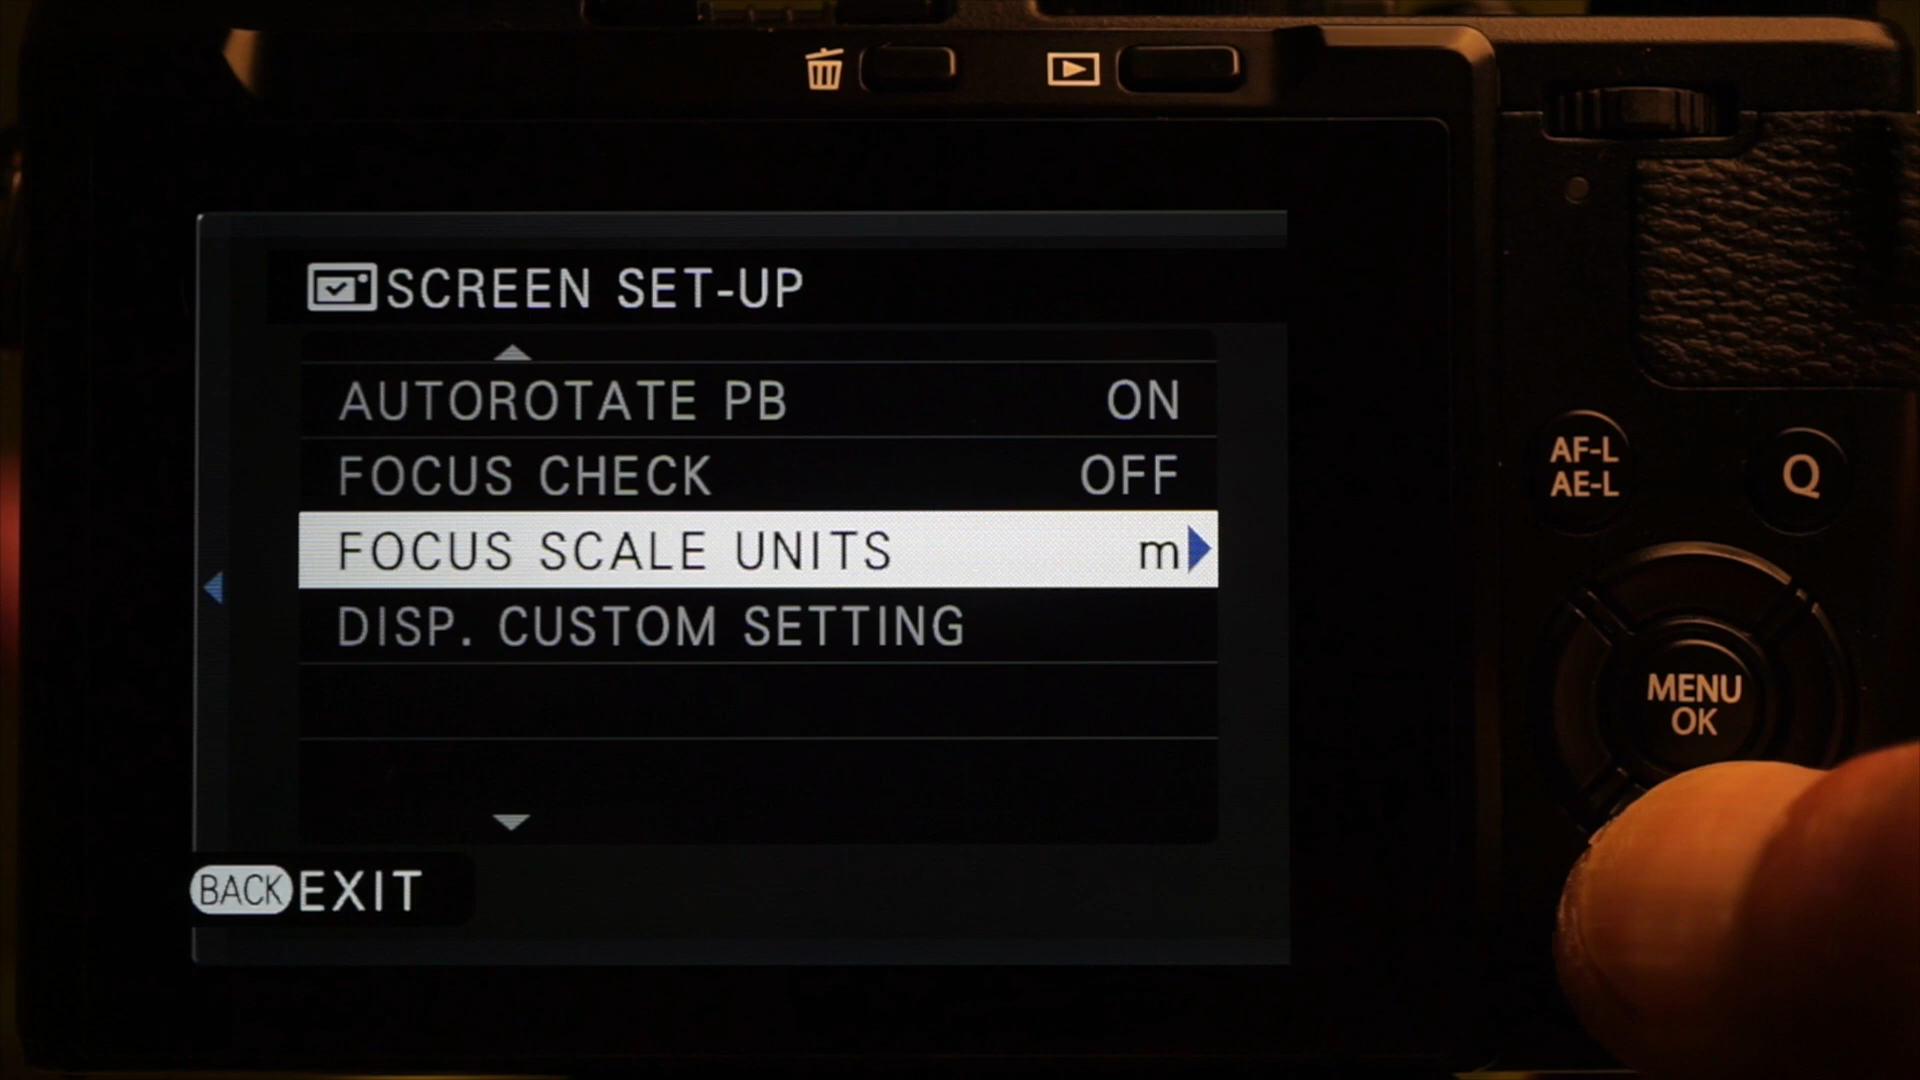 SCREEN SET-UP
AUTOROTATE PB ON
FOCUS CHECK OFF
FOCUS SCALE UNITS m
DISP. CUSTOM SETTING
BACK EXIT
AF-L
AE-L
Q
MENU
OK